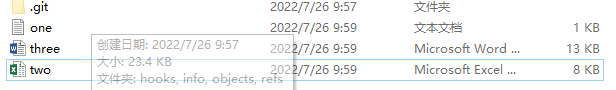 .git 2022/7/26 9:57 文件夹
one 2022/7/26 9:59 文本文档 1 KB
three 2022/7/26 9:59 Microsoft Word ... 13 KB
two 2022/7/26 9:59 Microsoft Excel ... 8 KB
创建日期: 2022/7/26 9:57
大小: 23.4 KB
文件夹: hooks, info, objects, refs